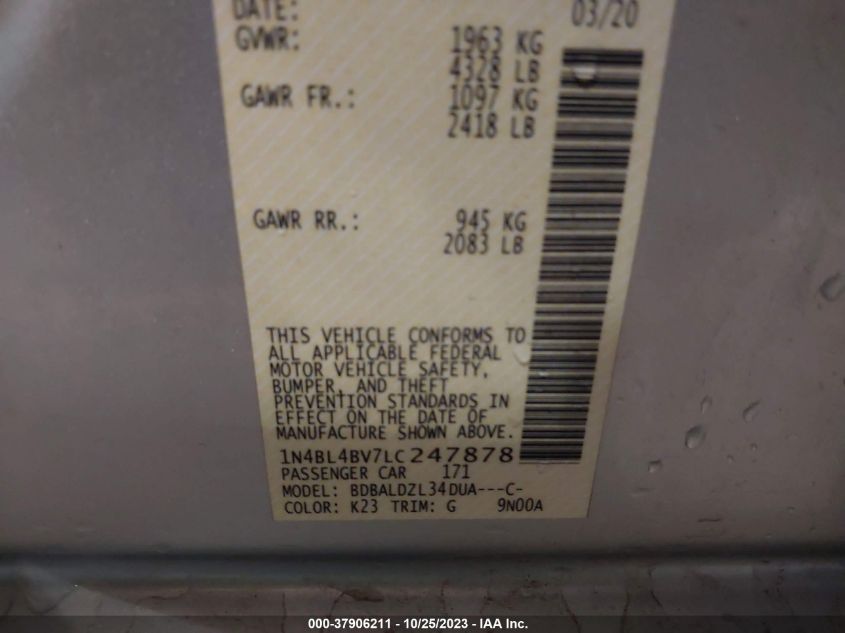 DATE: 03/20
GVWR: 1963 KG
4328 LB
GAWR FR.: 1097 KG
2418 LB
GAWR RR.: 945 KG
2083 LB
THIS VEHICLE CONFORMS TO
ALL APPLICABLE FEDERAL
MOTOR VEHICLE SAFETY,
BUMPER, AND THEFT
PREVENTION STANDARDS IN
EFFECT ON THE DATE OF
MANUFACTURE SHOWN ABOVE.
1N4BL4BV7LC247878
PASSENGER CAR 171
MODEL: BDBALDZL34DUA---C-
COLOR: K23 TRIM: G 9N00A
000-37906211 - 10/25/2023 - IAA Inc.